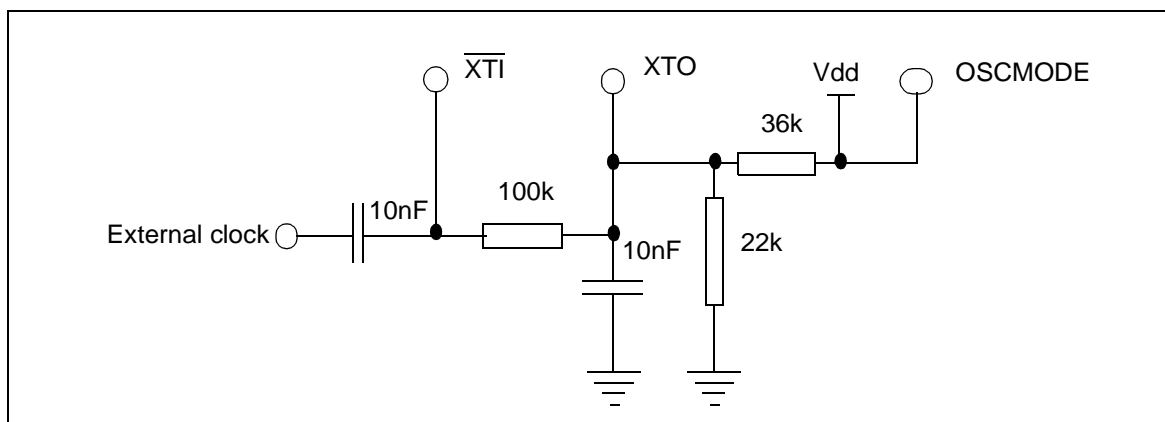 XTI
XTO
Vdd
OSCMODE
36k
100k
10nF
External clock
10nF
22k